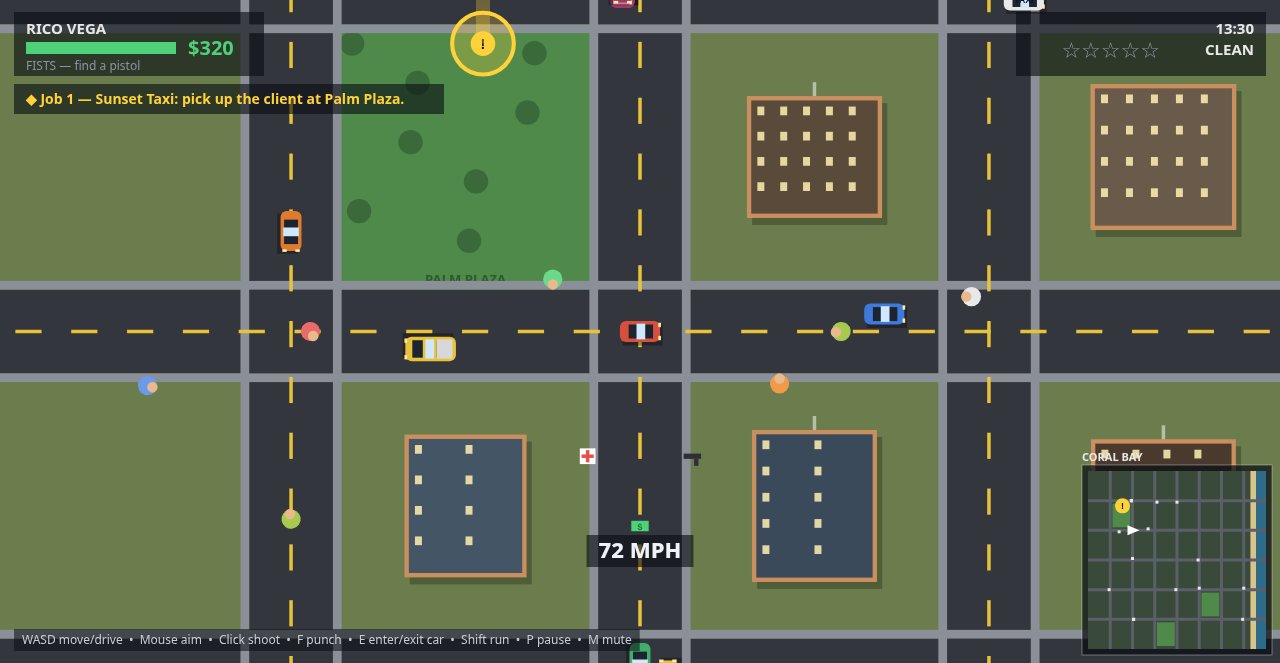 RICO VEGA
$320
FISTS — find a pistol
◆ Job 1 — Sunset Taxi: pick up the client at Palm Plaza.
!
13:30
☆☆☆☆☆ CLEAN
PALM PLAZA
$
72 MPH
CORAL BAY
!
WASD move/drive • Mouse aim • Click shoot • F punch • E enter/exit car • Shift run • P pause • M mute